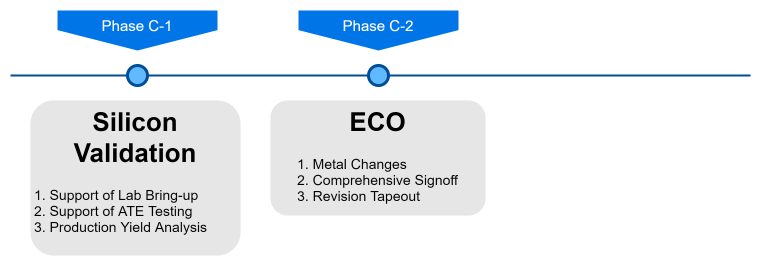 Phase C-1
Phase C-2
Silicon
Validation
1. Support of Lab Bring-up
2. Support of ATE Testing
3. Production Yield Analysis
ECO
1. Metal Changes
2. Comprehensive Signoff
3. Revision Tapeout